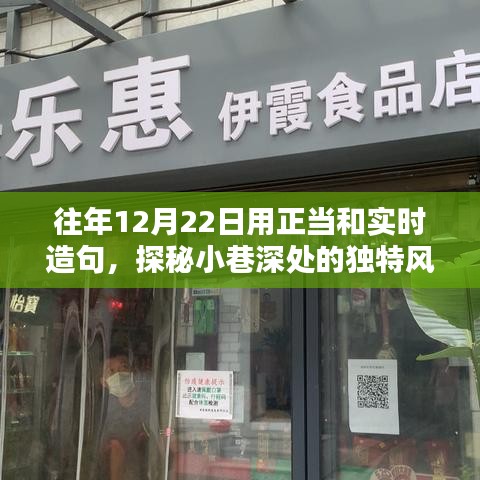 乐惠
伊霞食品店
往年12月22日用正当和实时
造句，探秘小巷深处的独特风
怡寶
防疫健康提示